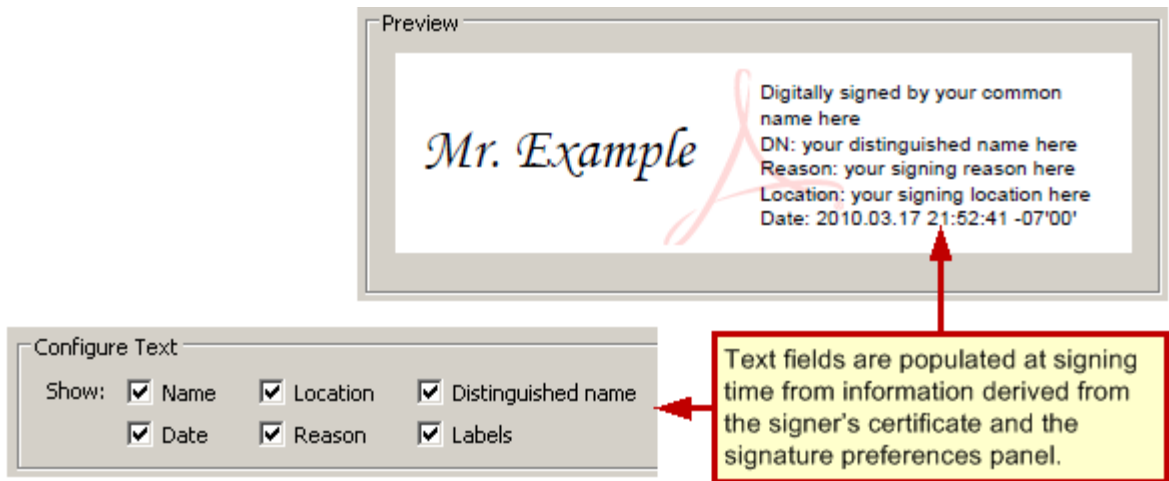 Preview
Mr. Example
Digitally signed by your common
name here
DN: your distinguished name here
Reason: your signing reason here
Location: your signing location here
Date: 2010.03.17 21:52:41 -07'00'
Configure Text
Show: Name Location Distinguished name
Date Reason Labels
Text fields are populated at signing
time from information derived from
the signer's certificate and the
signature preferences panel.